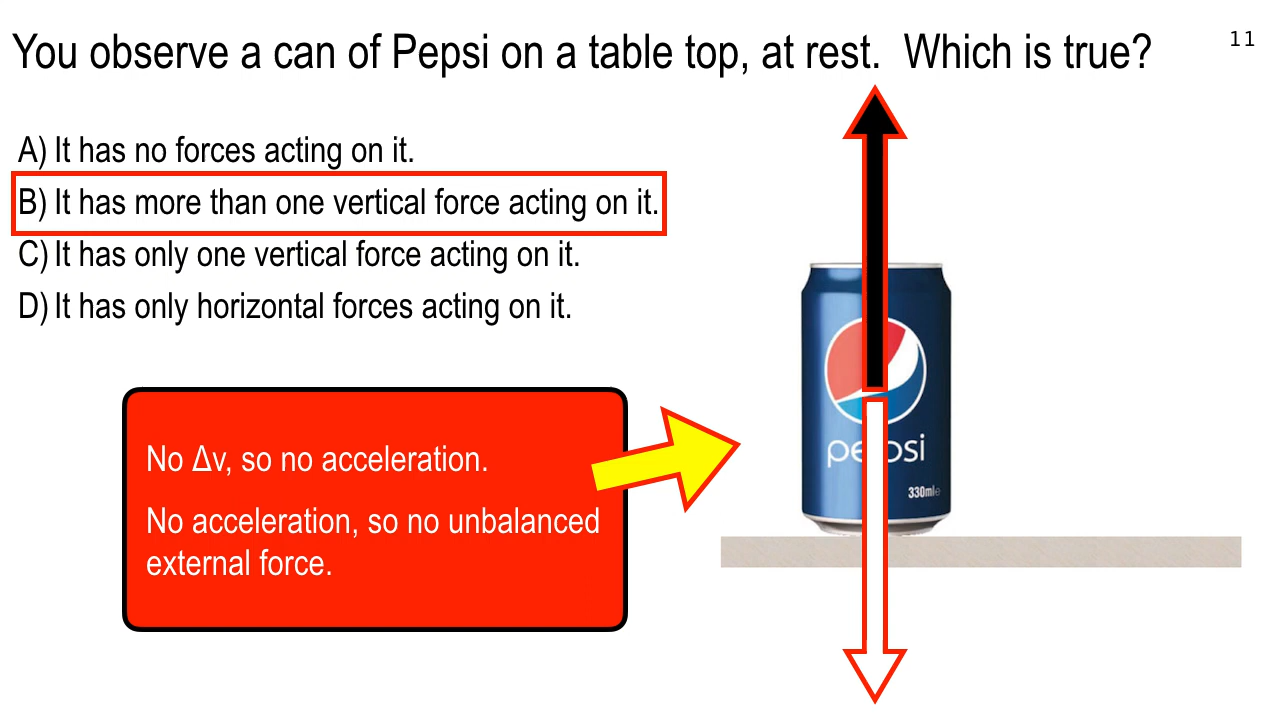 You observe a can of Pepsi on a table top, at rest. Which is true?
11
A) It has no forces acting on it.
B) It has more than one vertical force acting on it.
C) It has only one vertical force acting on it.
D) It has only horizontal forces acting on it.
No Δv, so no acceleration.
No acceleration, so no unbalanced
external force.
330ml